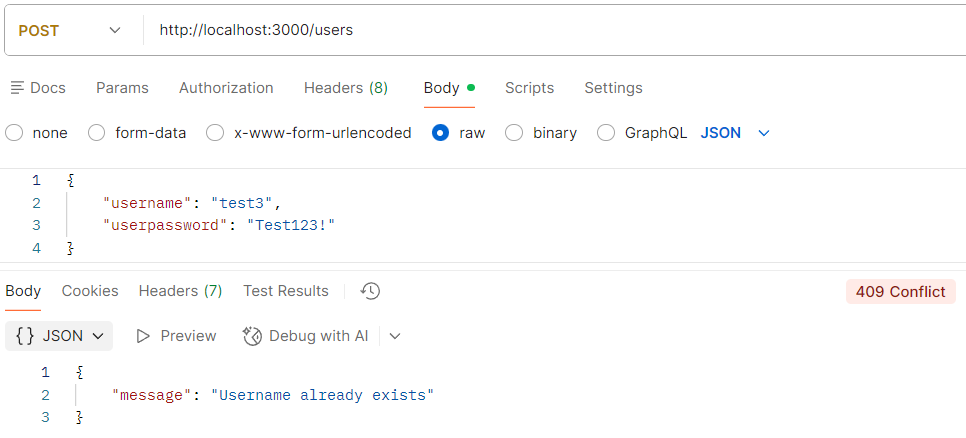 POST http://localhost:3000/users
Docs Params Authorization Headers (8) Body Scripts Settings
none form-data x-www-form-urlencoded raw binary GraphQL JSON
1 {
2 "username": "test3",
3 "userpassword": "Test123!"
4 }
Body Cookies Headers (7) Test Results 409 Conflict
{} JSON Preview Debug with AI
1 {
2 "message": "Username already exists"
3 }